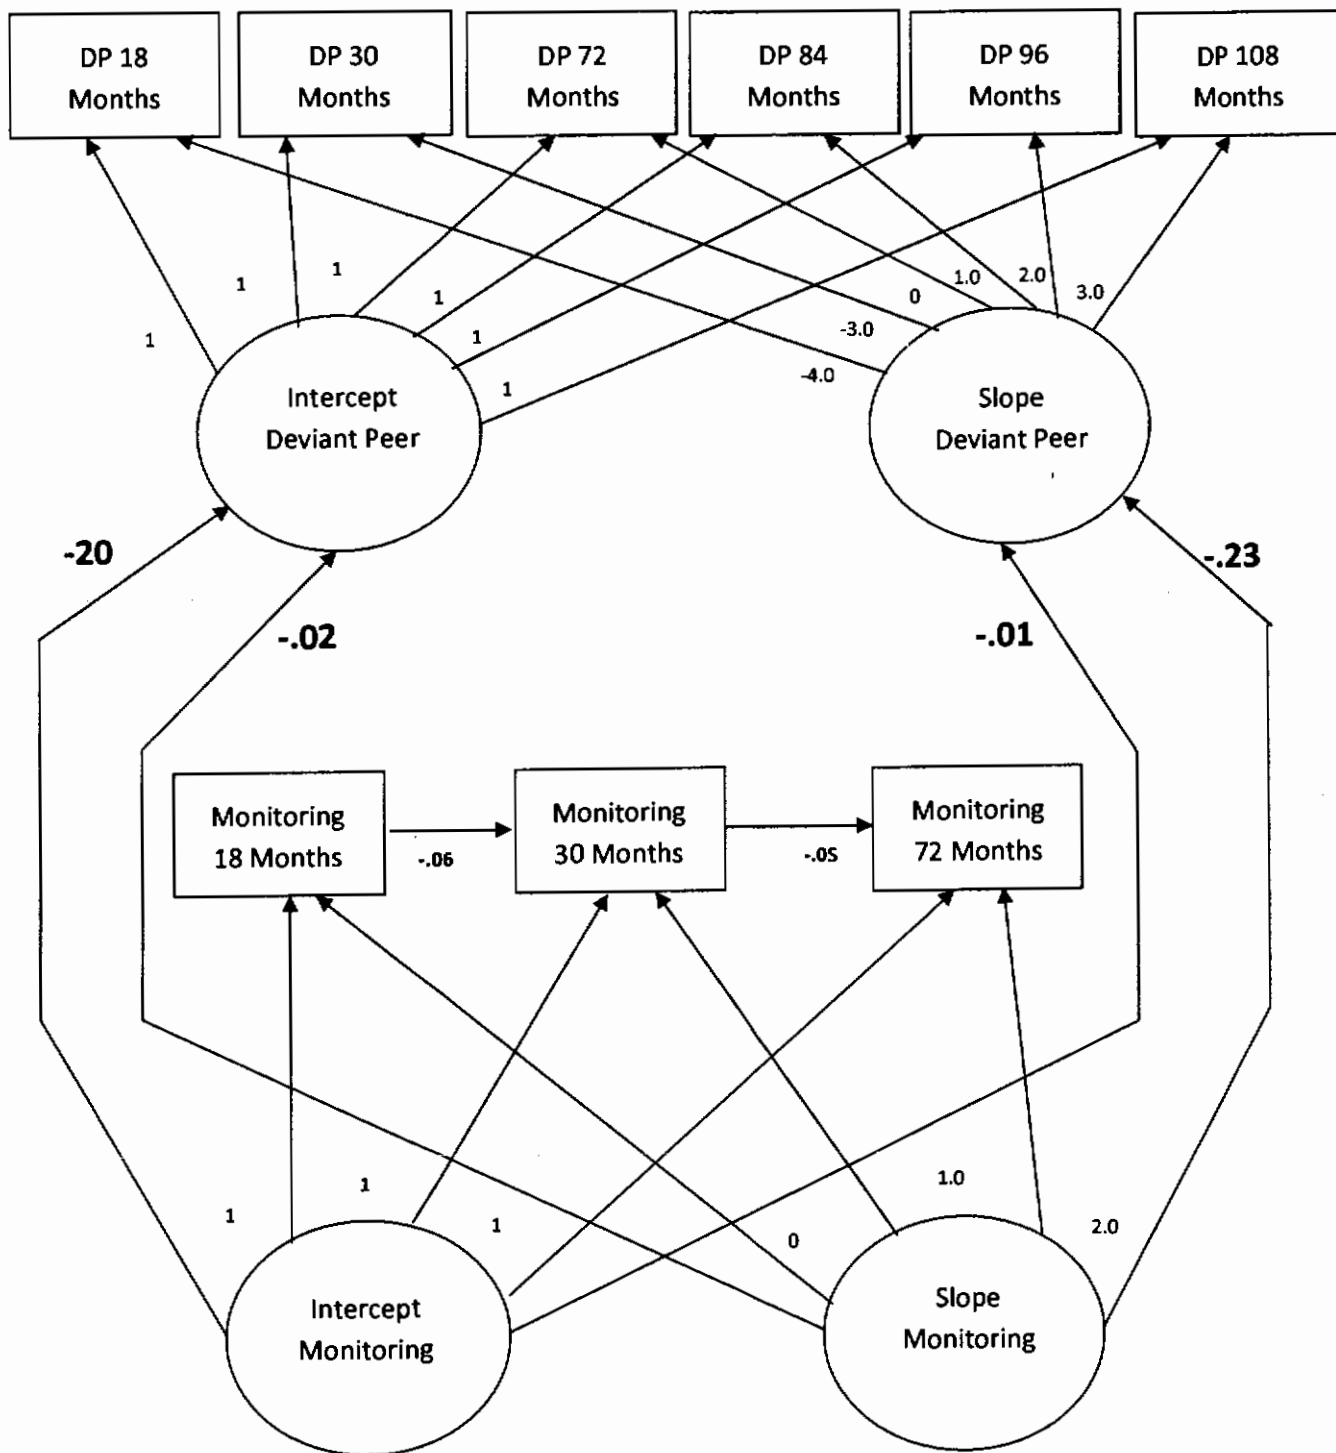 DP 18
Months
DP 30
Months
DP 72
Months
DP 84
Months
DP 96
Months
DP 108
Months
1
1
1
1
1
1
-4.0
-3.0
0
1.0
2.0
3.0
Intercept
Deviant Peer
Slope
Deviant Peer
-20
-.02
-.01
-.23
Monitoring
18 Months
-.06
Monitoring
30 Months
-.05
Monitoring
72 Months
1
1
1
0
1.0
2.0
Intercept
Monitoring
Slope
Monitoring